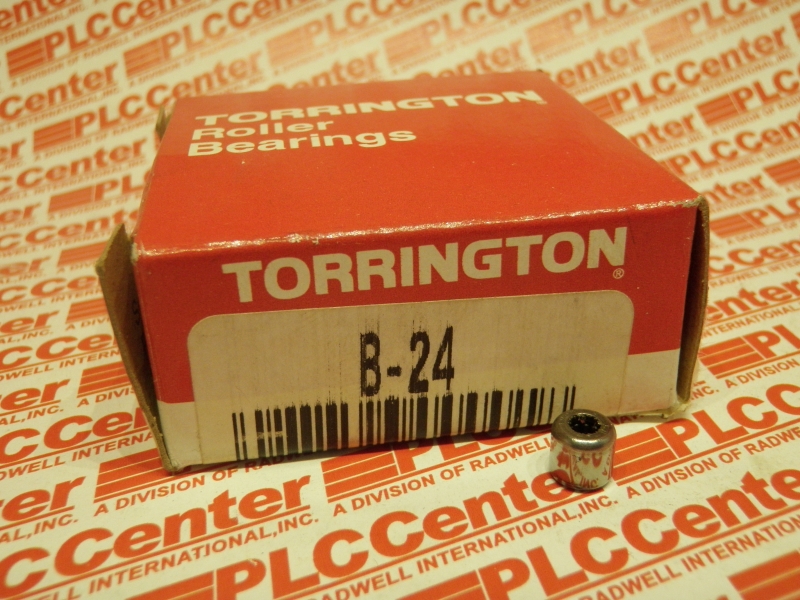 TORRINGTON
Roller
Bearings
TORRINGTON®
B-24
PLCCenter
A DIVISION OF RADWELL INTERNATIONAL, INC.